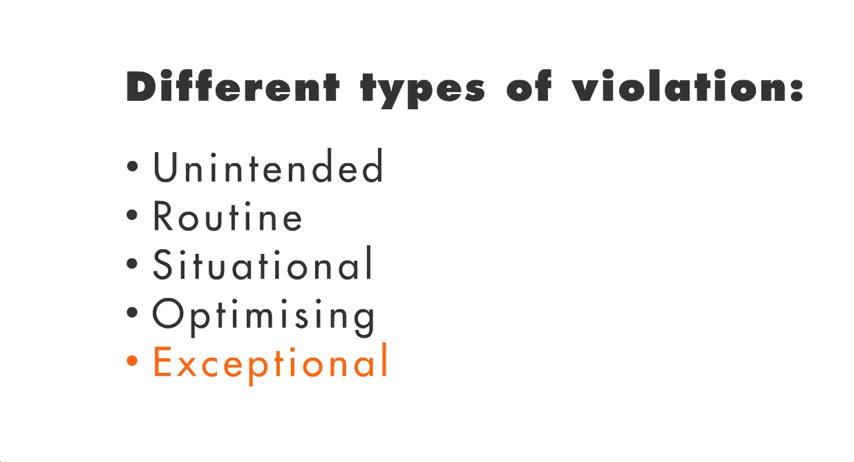 Different types of violation:
• Unintended
• Routine
• Situational
• Optimising
• Exceptional